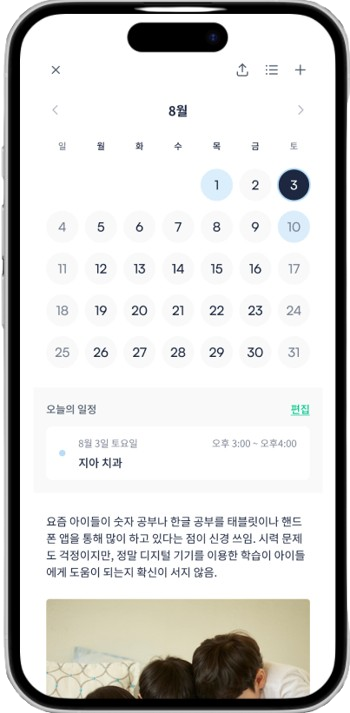 8월
일 월 화 수 목 금 토
1 2 3
4 5 6 7 8 9 10
11 12 13 14 15 16 17
18 19 20 21 22 23 24
25 26 27 28 29 30 31
오늘의 일정 편집
8월 3일 토요일 오후 3:00 ~ 오후4:00
지아 치과
요즘 아이들이 숫자 공부나 한글 공부를 태블릿이나 핸드
폰 앱을 통해 많이 하고 있다는 점이 신경 쓰임. 시력 문제
도 걱정이지만, 정말 디지털 기기를 이용한 학습이 아이들
에게 도움이 되는지 확신이 서지 않음.